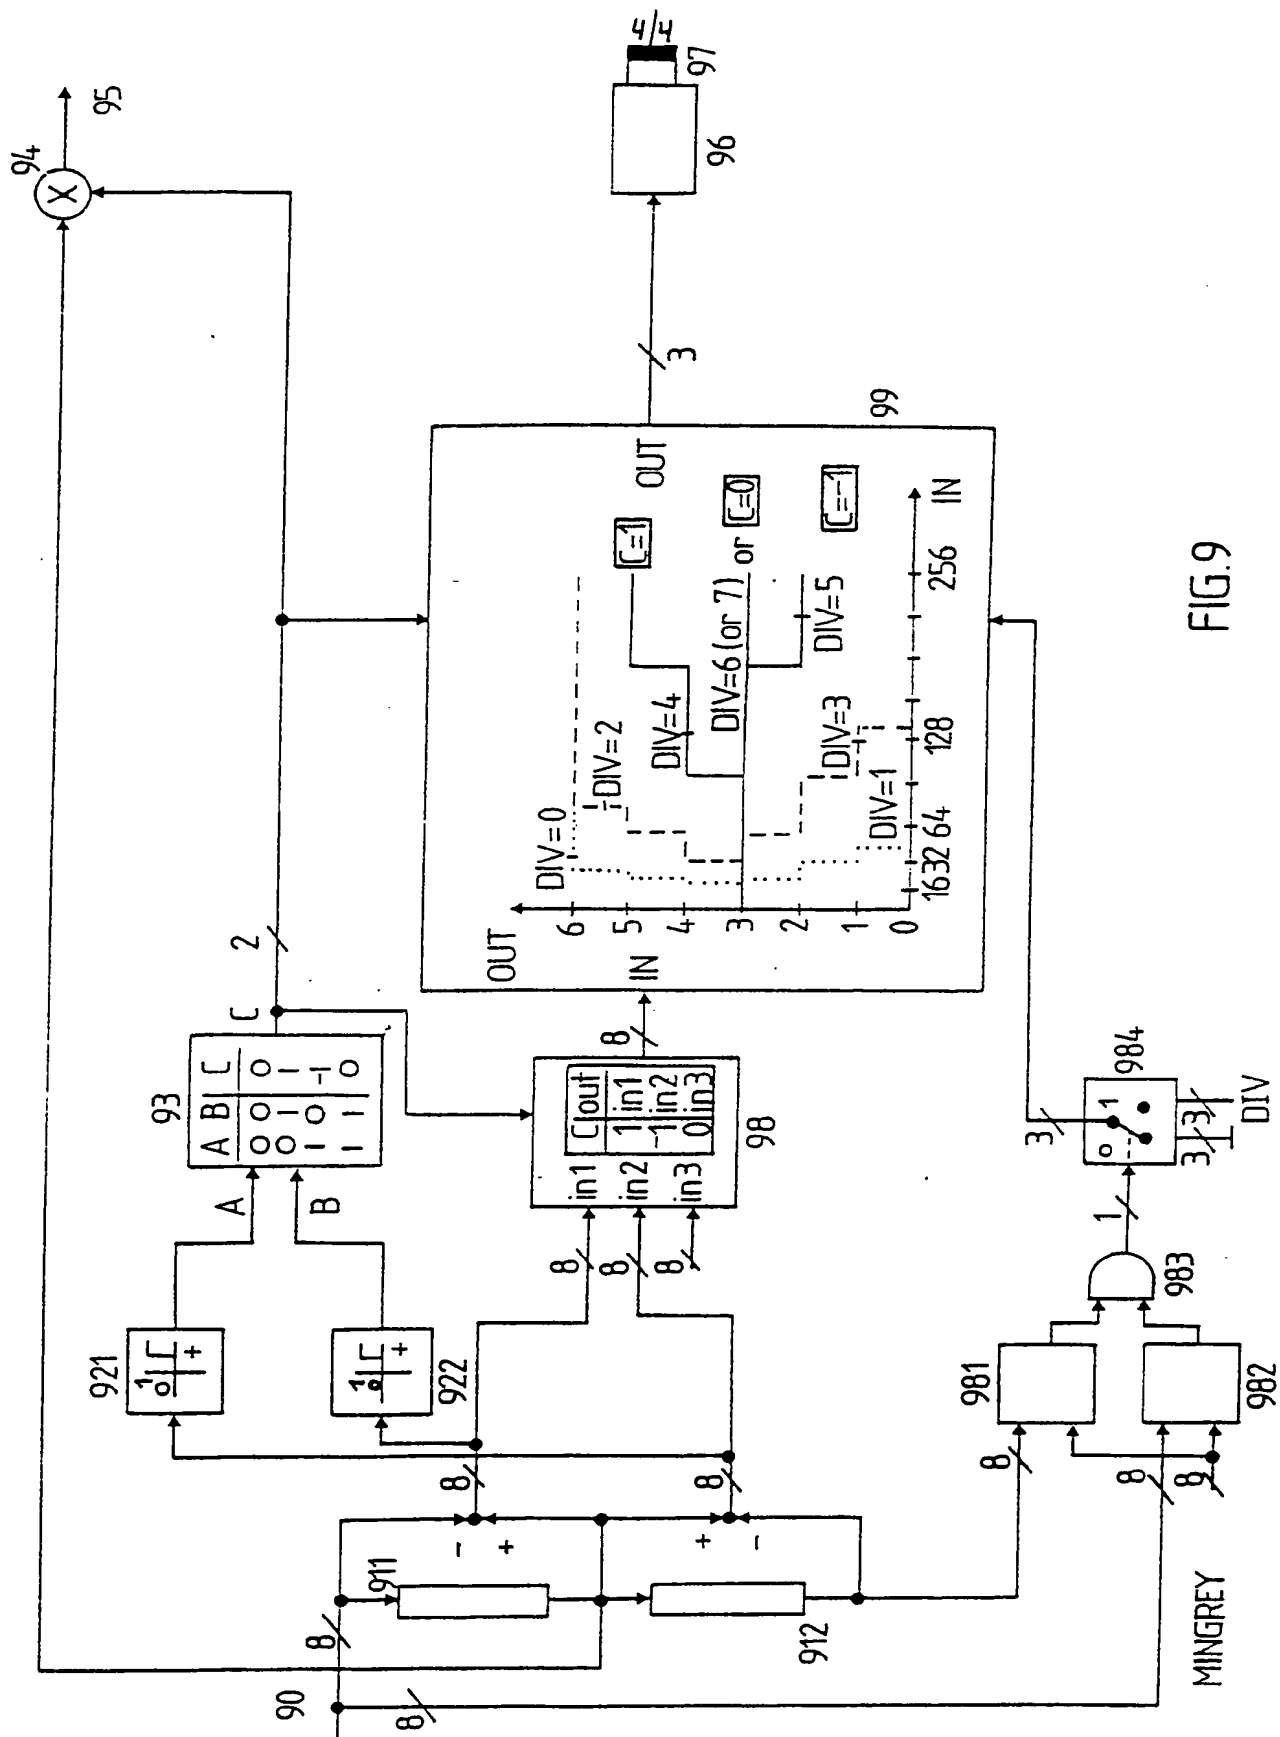 94
95
4/4
97
96
3
OUT
99
C=1
C=0
C=-1
DIV=6 (or 7) or
DIV=5
DIV=4
DIV=3
DIV=2
DIV=1
DIV=0
OUT
6
5
4
3
2
1
0
16
32
64
128
256
IN
IN
2
C
93
A B C
0 0 0
0 1 1
1 0 -1
1 1 0
A
B
8
98
C out
1 in1
-1 in2
0 in3
in1
in2
in3
8
8
8
921
0 1
+
922
0 1
+
8
8
-
+
+
-
911
912
8
90
8
981
982
8
8
8
983
1
984
0 1
3
3
3
DIV
MINGREY
FIG.9